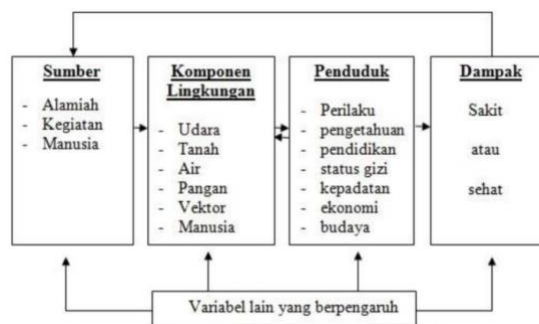 Sumber
- Alamiah
- Kegiatan
- Manusia
Komponen
Lingkungan
- Udara
- Tanah
- Air
- Pangan
- Vektor
- Manusia
Penduduk
- Perilaku
- pengetahuan
- pendidikan
- status gizi
- kepadatan
- ekonomi
- budaya
Dampak
Sakit
atau
sehat
Variabel lain yang berpengaruh